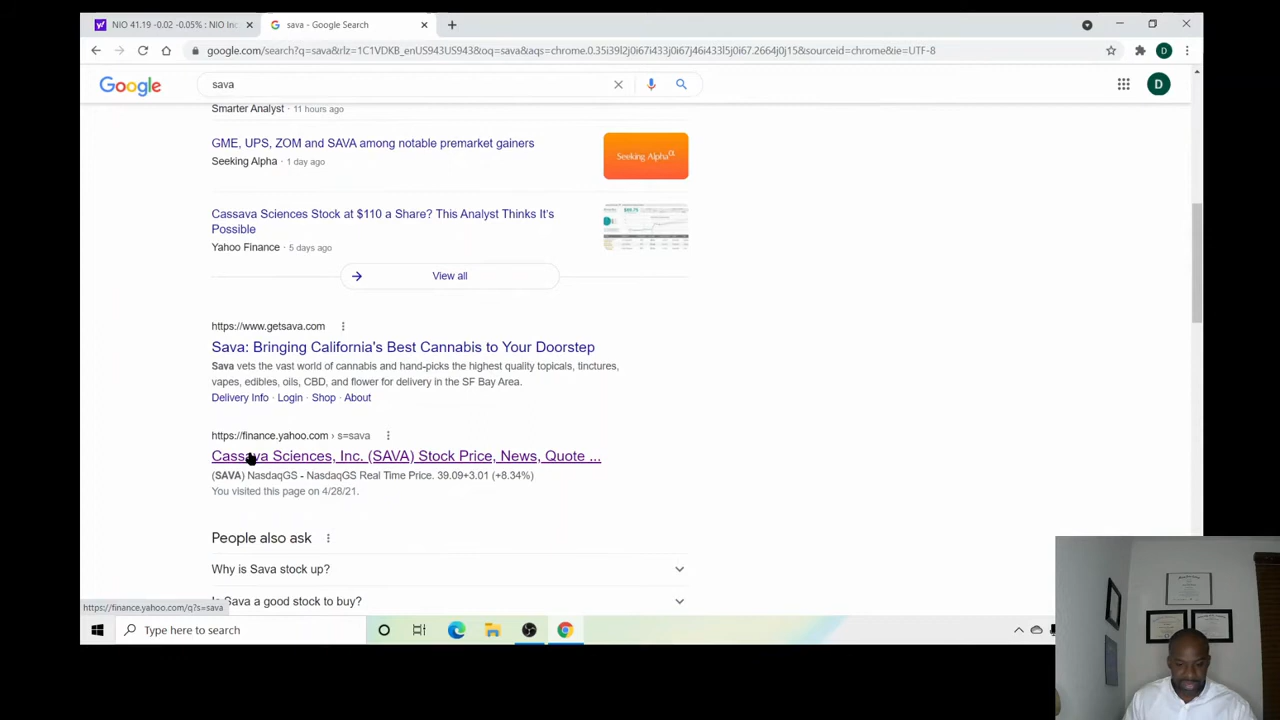 NIO 41.19 -0.02 -0.05% : NIO Inc
sava - Google Search
google.com/search?q=sava&rlz=1C1VDKB_enUS943US943&oq=sava&aqs=chrome.0.35i39l2j0i67i433j0i67j46i433l5j0i67.2664j0j15&sourceid=chrome&ie=UTF-8
D
Google
sava
D
Smarter Analyst · 11 hours ago
GME, UPS, ZOM and SAVA among notable premarket gainers
Seeking Alpha · 1 day ago
Seeking Alpha α
Cassava Sciences Stock at $110 a Share? This Analyst Thinks It's
Possible
Yahoo Finance · 5 days ago
View all
https://www.getsava.com
Sava: Bringing California's Best Cannabis to Your Doorstep
Sava vets the vast world of cannabis and hand-picks the highest quality topicals, tinctures,
vapes, edibles, oils, CBD, and flower for delivery in the SF Bay Area.
Delivery Info · Login · Shop · About
https://finance.yahoo.com › s=sava
Cassava Sciences, Inc. (SAVA) Stock Price, News, Quote ...
(SAVA) NasdaqGS - NasdaqGS Real Time Price. 39.09+3.01 (+8.34%)
You visited this page on 4/28/21.
People also ask
Why is Sava stock up?
Is Sava a good stock to buy?
https://finance.yahoo.com/q?s=sava
Type here to search